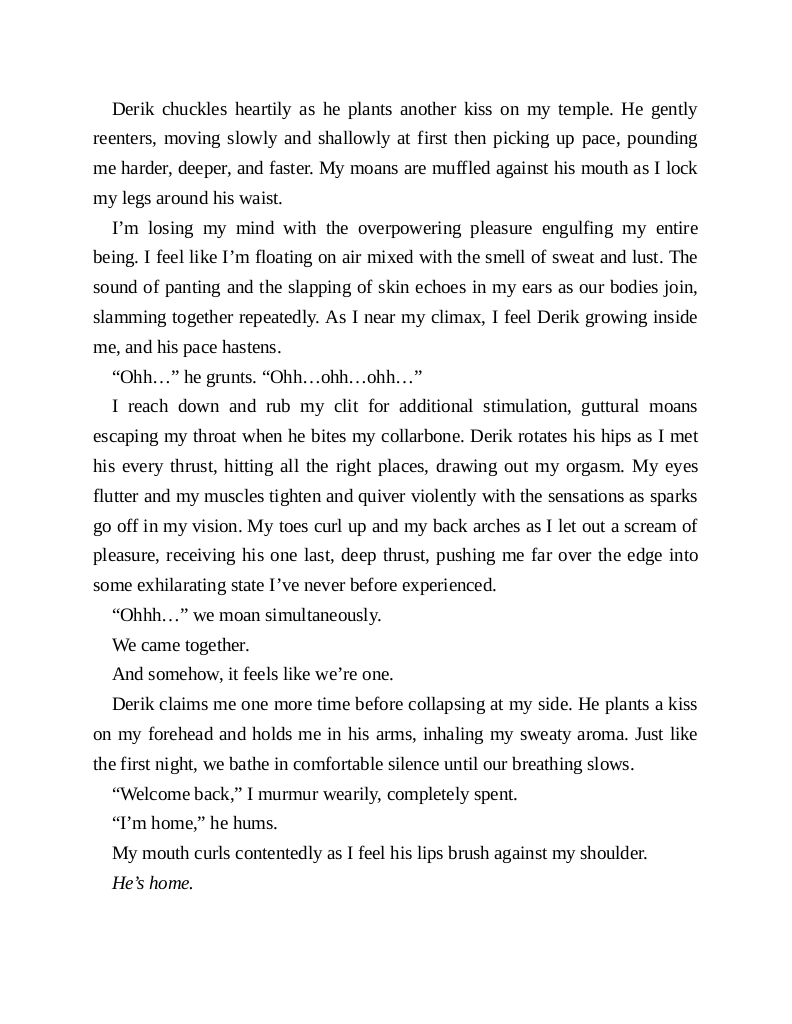 Derik chuckles heartily as he plants another kiss on my temple. He gently
reenters, moving slowly and shallowly at first then picking up pace, pounding
me harder, deeper, and faster. My moans are muffled against his mouth as I lock
my legs around his waist.
I’m losing my mind with the overpowering pleasure engulfing my entire
being. I feel like I’m floating on air mixed with the smell of sweat and lust. The
sound of panting and the slapping of skin echoes in my ears as our bodies join,
slamming together repeatedly. As I near my climax, I feel Derik growing inside
me, and his pace hastens.
“Ohh…” he grunts. “Ohh…ohh…ohh…”
I reach down and rub my clit for additional stimulation, guttural moans
escaping my throat when he bites my collarbone. Derik rotates his hips as I met
his every thrust, hitting all the right places, drawing out my orgasm. My eyes
flutter and my muscles tighten and quiver violently with the sensations as sparks
go off in my vision. My toes curl up and my back arches as I let out a scream of
pleasure, receiving his one last, deep thrust, pushing me far over the edge into
some exhilarating state I’ve never before experienced.
“Ohhh…” we moan simultaneously.
We came together.
And somehow, it feels like we’re one.
Derik claims me one more time before collapsing at my side. He plants a kiss
on my forehead and holds me in his arms, inhaling my sweaty aroma. Just like
the first night, we bathe in comfortable silence until our breathing slows.
“Welcome back,” I murmur wearily, completely spent.
“I’m home,” he hums.
My mouth curls contentedly as I feel his lips brush against my shoulder.
He’s home.